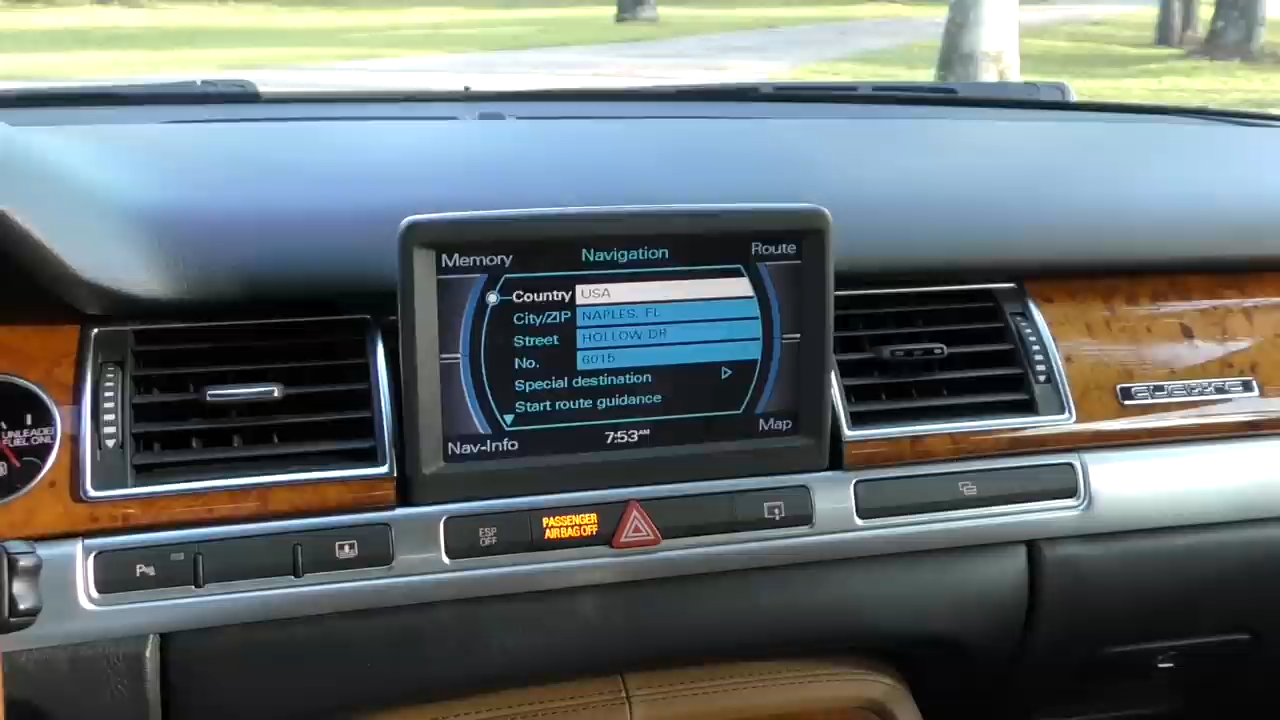 Memory
Navigation
Route
Country USA
City/ZIP NAPLES, FL
Street HOLLOW DR
No. 6015
Special destination
Start route guidance
Nav-Info
7:53AM
Map
UNLEADED
FUEL ONLY
ESP
OFF
PASSENGER
AIRBAG OFF
P